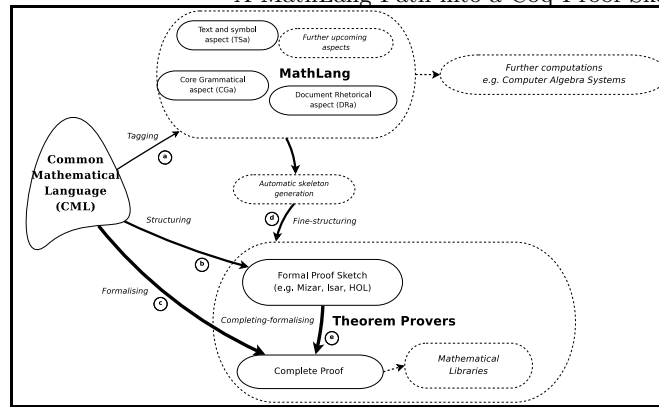 A MathLang Path into a Coq Proof Ske
Text and symbol
aspect (TSa)
Further upcoming
aspects
MathLang
Core Grammatical
aspect (CGa)
Document Rhetorical
aspect (DRa)
Further computations
e.g. Computer Algebra Systems
Tagging
a
Common
Mathematical
Language
(CML)
Automatic skeleton
generation
d
Fine-structuring
Structuring
b
Formal Proof Sketch
(e.g. Mizar, Isar, HOL)
Formalising
c
Completing-formalising
Theorem Provers
e
Complete Proof
Mathematical
Libraries